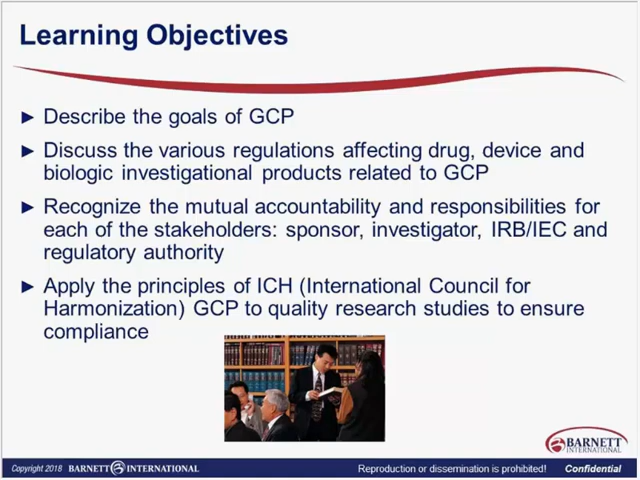 Learning Objectives
► Describe the goals of GCP
► Discuss the various regulations affecting drug, device and
biologic investigational products related to GCP
► Recognize the mutual accountability and responsibilities for
each of the stakeholders: sponsor, investigator, IRB/IEC and
regulatory authority
► Apply the principles of ICH (International Council for
Harmonization) GCP to quality research studies to ensure
compliance
BARNETT
INTERNATIONAL
Copyright 2018 BARNETT INTERNATIONAL Reproduction or dissemination is prohibited! Confidential